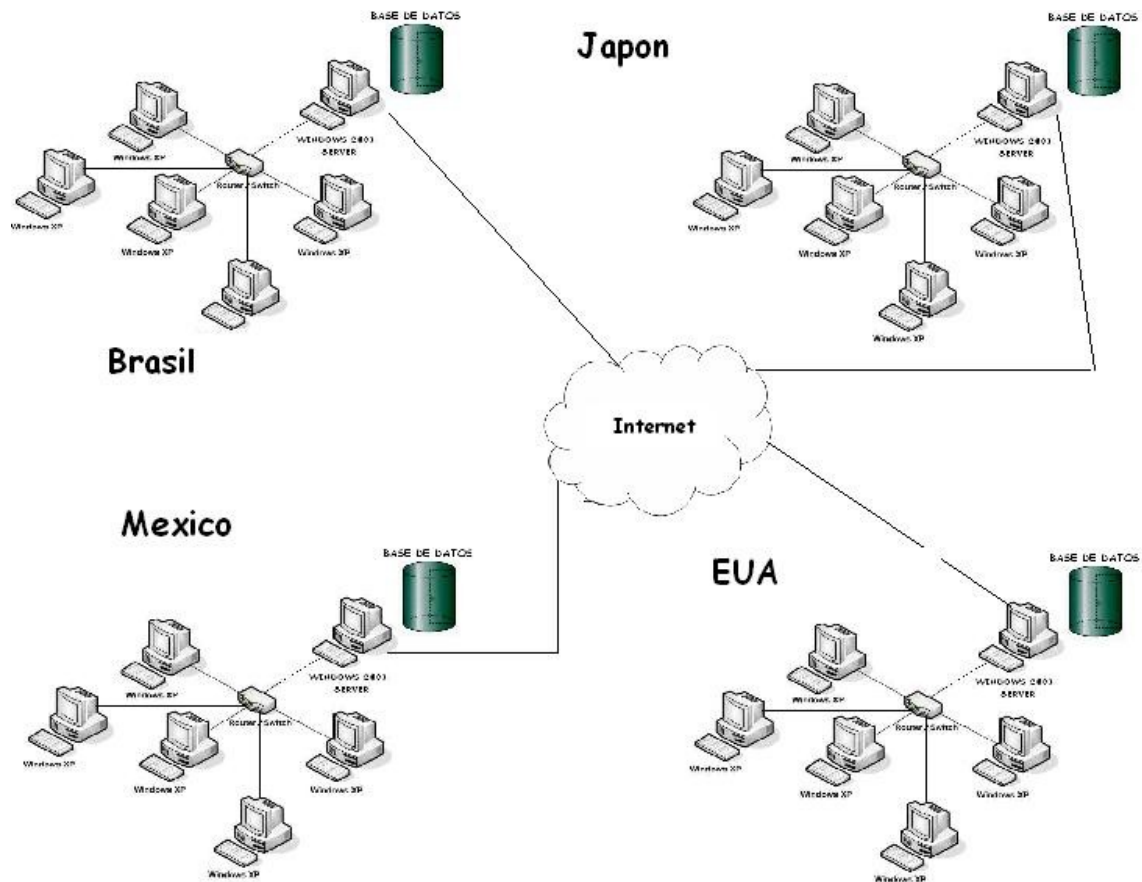 BASE DE DATOS
Windows XP
WINDOWS 2003
SERVER
Router / Switch
Windows XP
Windows XP
Windows XP
Brasil
Japon
BASE DE DATOS
Windows XP
WINDOWS 2003
SERVER
Router / Switch
Windows XP
Windows XP
Windows XP
Windows XP
Internet
Mexico
BASE DE DATOS
Windows XP
WINDOWS 2003
SERVER
Router / Switch
Windows XP
Windows XP
Windows XP
Windows XP
EUA
BASE DE DATOS
Windows XP
WINDOWS 2003
SERVER
Router / Switch
Windows XP
Windows XP
Windows XP
Windows XP